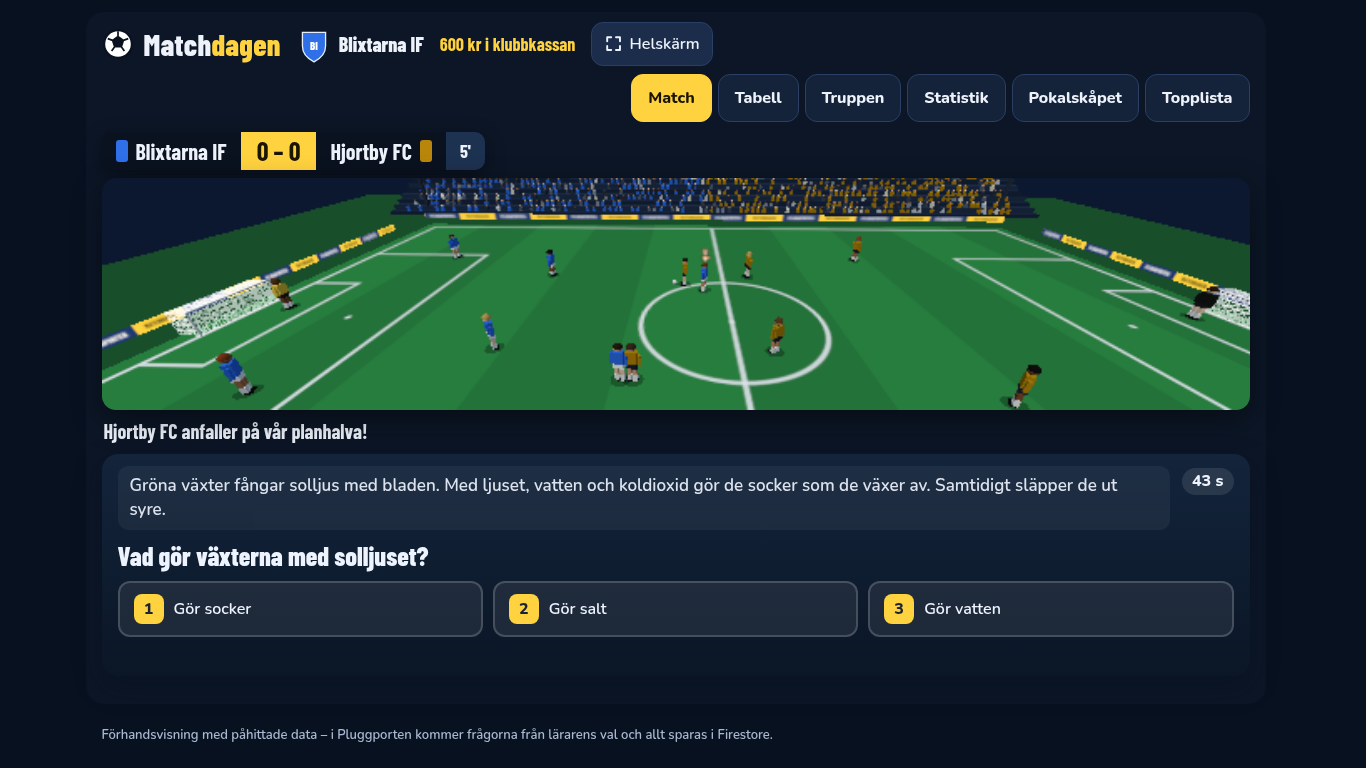 Matchdagen
BI
Blixtarna IF
600 kr i klubbkassan
Helskärm
Match
Tabell
Truppen
Statistik
Pokalskåpet
Topplista
Blixtarna IF
0 – 0
Hjortby FC
5'
Hjortby FC anfaller på vår planhalva!
Gröna växter fångar solljus med bladen. Med ljuset, vatten och koldioxid gör de socker som de växer av. Samtidigt släpper de ut
syre.
43 s
Vad gör växterna med solljuset?
1 Gör socker
2 Gör salt
3 Gör vatten
Förhandsvisning med påhittade data – i Pluggporten kommer frågorna från lärarens val och allt sparas i Firestore.